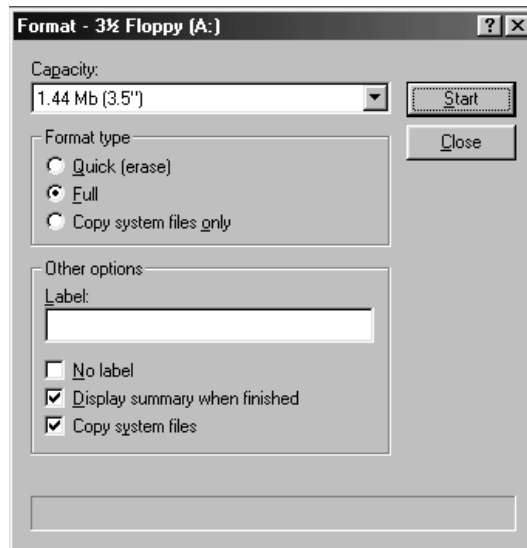 Format - 3½ Floppy (A:)
Capacity:
1.44 Mb (3.5")
Start
Close
Format type
Quick (erase)
Full
Copy system files only
Other options
Label:
No label
Display summary when finished
Copy system files